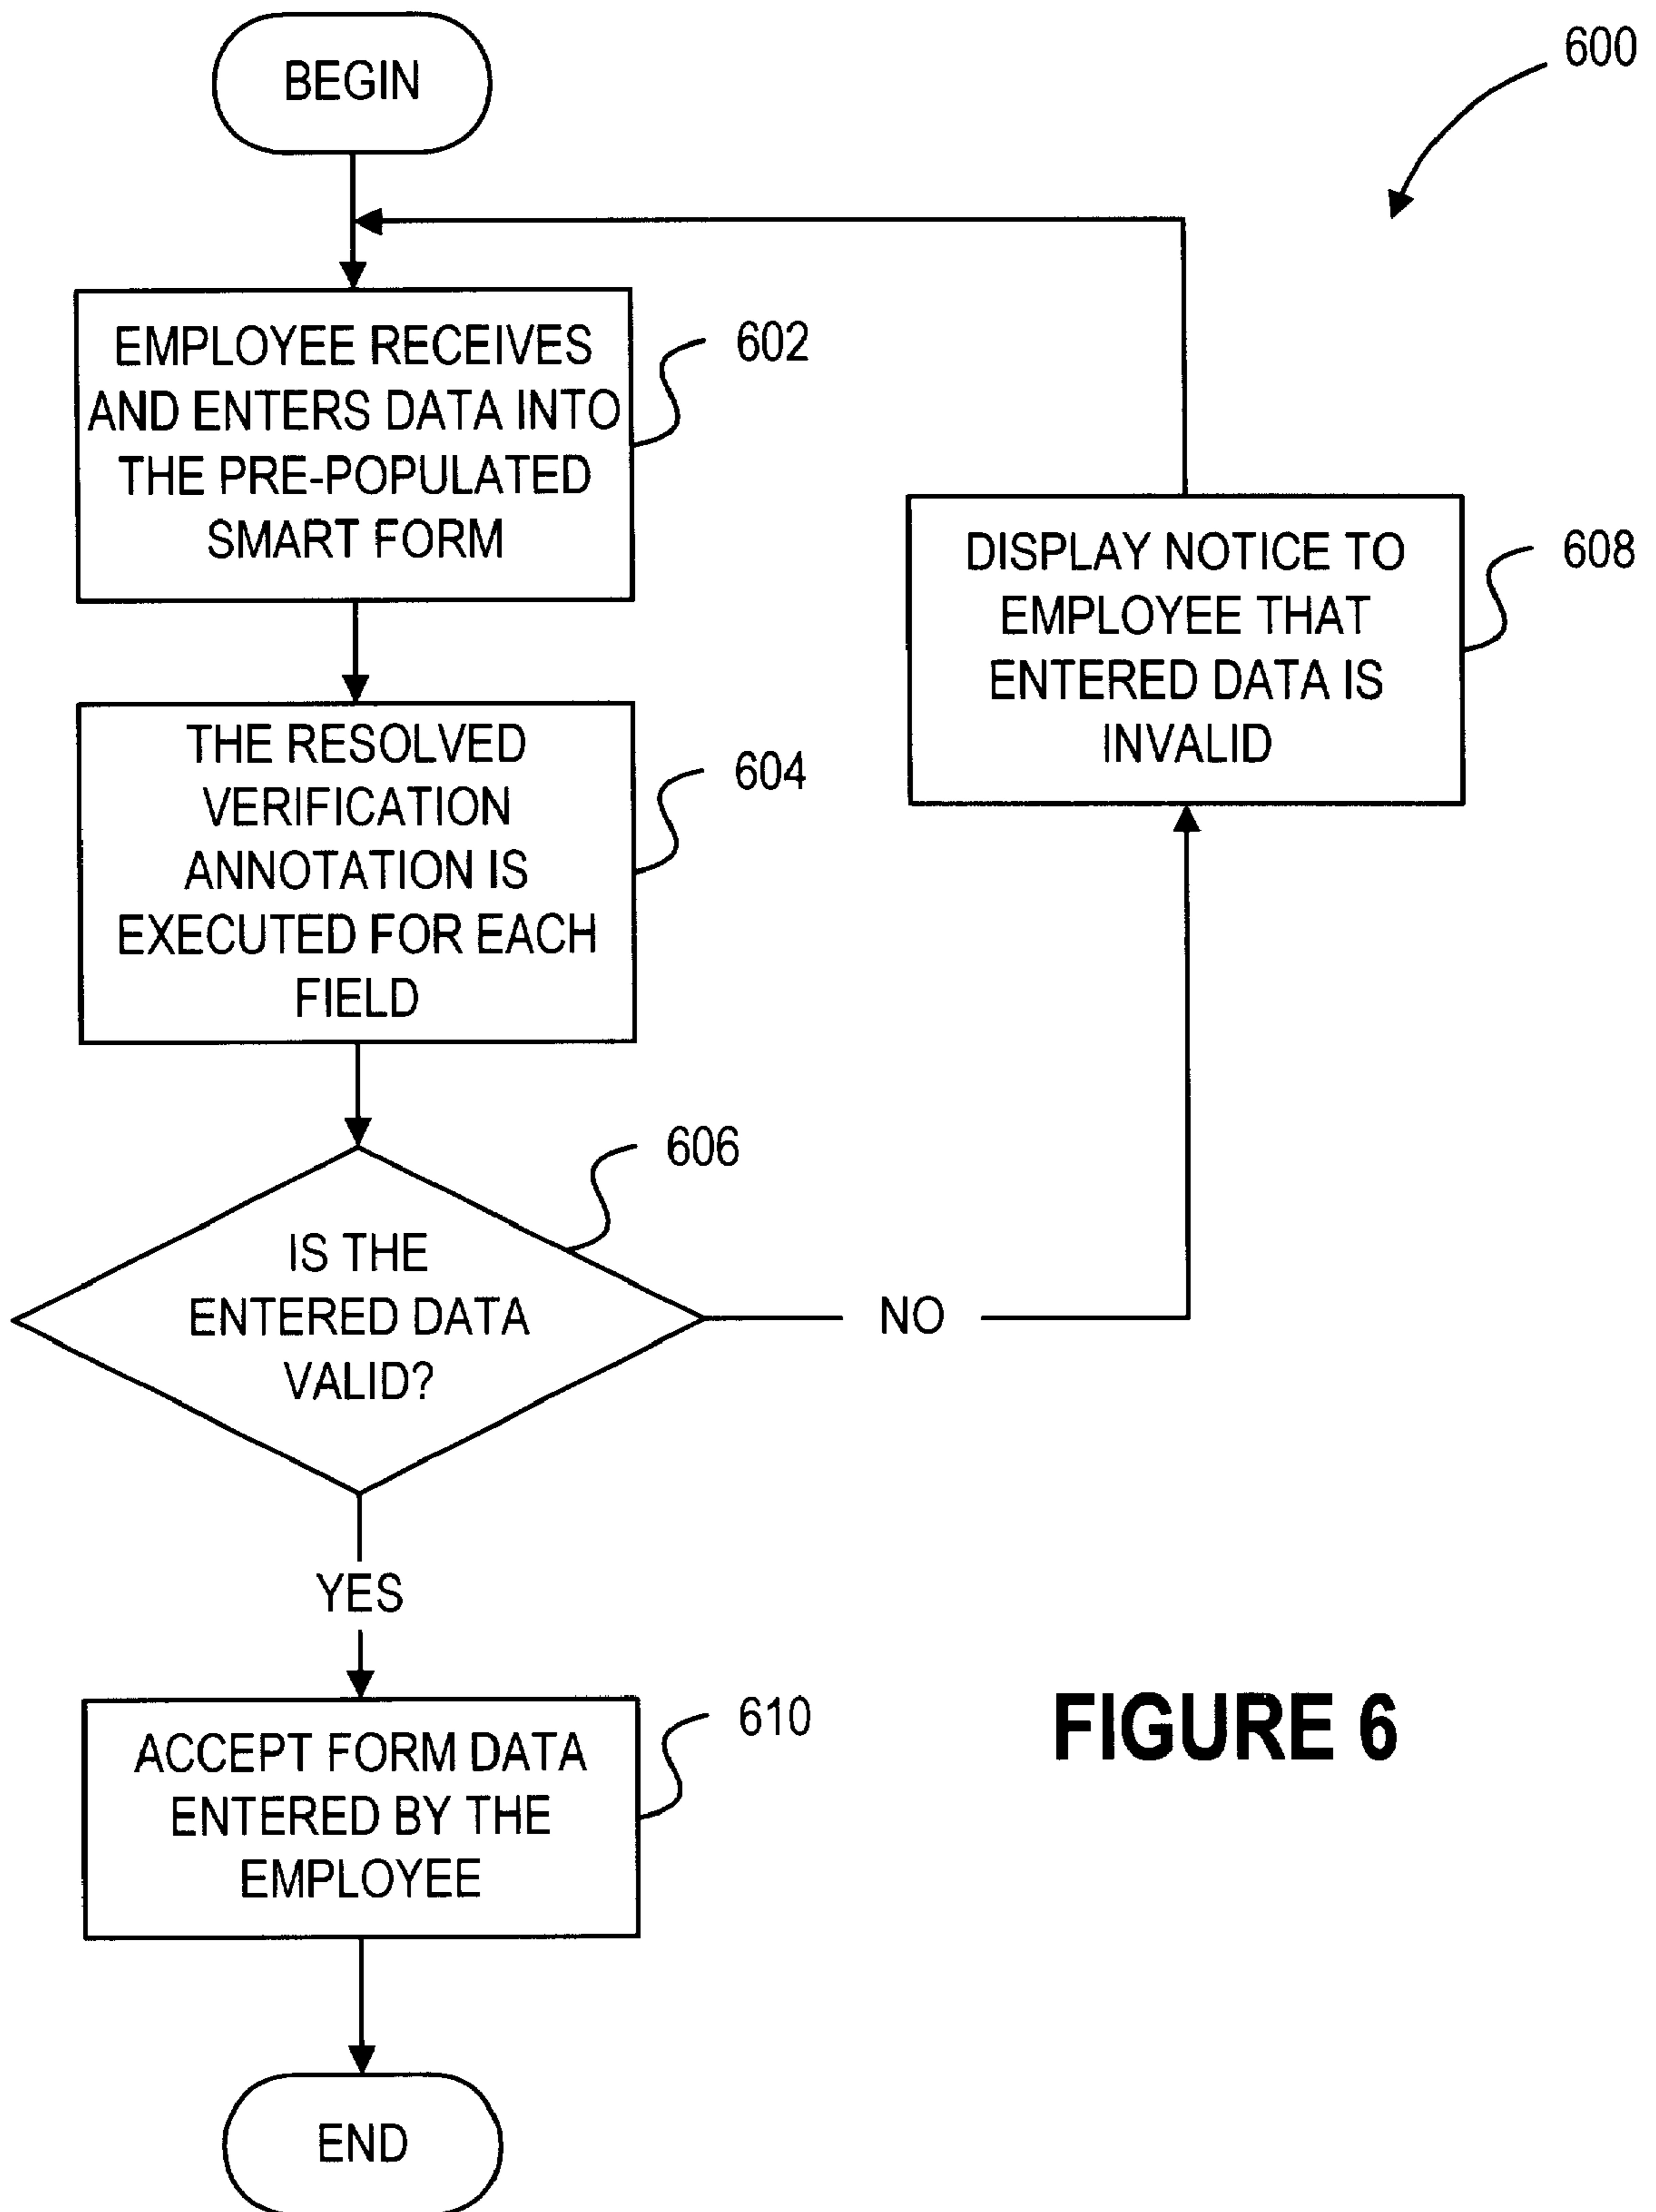 BEGIN
600
EMPLOYEE RECEIVES
AND ENTERS DATA INTO
THE PRE-POPULATED
SMART FORM
602
DISPLAY NOTICE TO
EMPLOYEE THAT
ENTERED DATA IS
INVALID
608
THE RESOLVED
VERIFICATION
ANNOTATION IS
EXECUTED FOR EACH
FIELD
604
606
IS THE
ENTERED DATA
VALID?
NO
YES
ACCEPT FORM DATA
ENTERED BY THE
EMPLOYEE
610
FIGURE 6
END